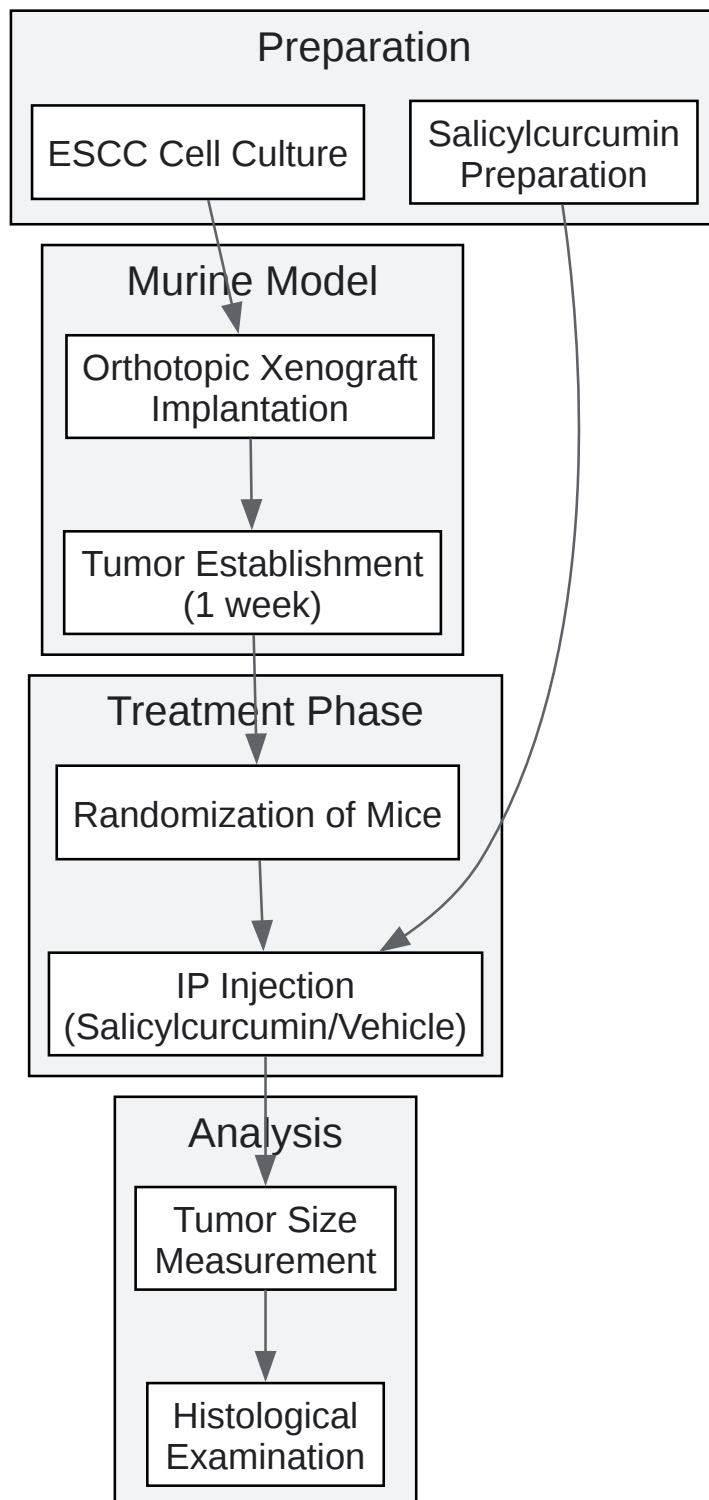 Preparation
ESCC Cell Culture
Salicylcurcumin
Preparation
Murine Model
Orthotopic Xenograft
Implantation
Tumor Establishment
(1 week)
Treatment Phase
Randomization of Mice
IP Injection
(Salicylcurcumin/Vehicle)
Analysis
Tumor Size
Measurement
Histological
Examination